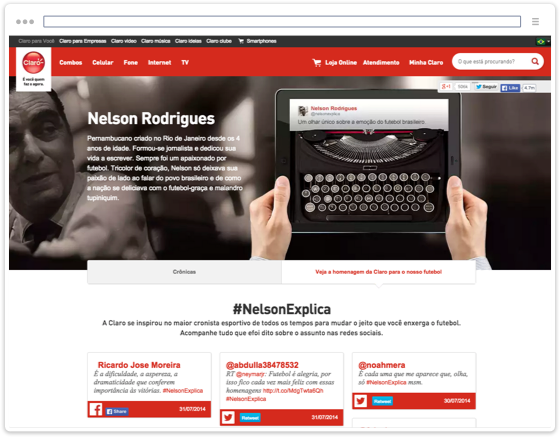 Claro para Você Claro para Empresas Claro video Claro música Claro ideias Claro clube Smartphones
Claro
É você quem
faz o agora.
Combos Celular Fone Internet TV Loja Online Atendimento Minha Claro O que está procurando?
Seguir Like 4.7m
Nelson Rodrigues
Pernambucano criado no Rio de Janeiro desde os 4
anos de idade. Formou-se jornalista e dedicou sua
vida a escrever. Sempre foi um apaixonado por
futebol. Tricolor de coração, Nelson só deixava sua
paixão de lado ao falar do povo brasileiro e de como
a nação se deliciava com o futebol-graça e malandro
tupiniquim.
Nelson Rodrigues
@nelsonexplica
Um olhar único sobre a emoção do futebol brasileiro.
Crônicas Veja a homenagem da Claro para o nosso futebol
#NelsonExplica
A Claro se inspirou no maior cronista esportivo de todos os tempos para mudar o jeito que você enxerga o futebol.
Acompanhe tudo que é dito sobre o assunto nas redes sociais.
Ricardo Jose Moreira
É a dificuldade, a aspereza, a
dramaticidade que conferem
importância às vitórias. #NelsonExplica
Share 31/07/2014
@abdulla38478532
RT @neymarjr: Futebol é alegria, por
isso fico cada vez mais feliz com essas
homenagens http://t.co/MdgTwta6Qh
#NelsonExplica
Retweet 31/07/2014
@noahmera
É cada uma que me aparece que, olha,
só #NelsonExplica msm.
Retweet 30/07/2014